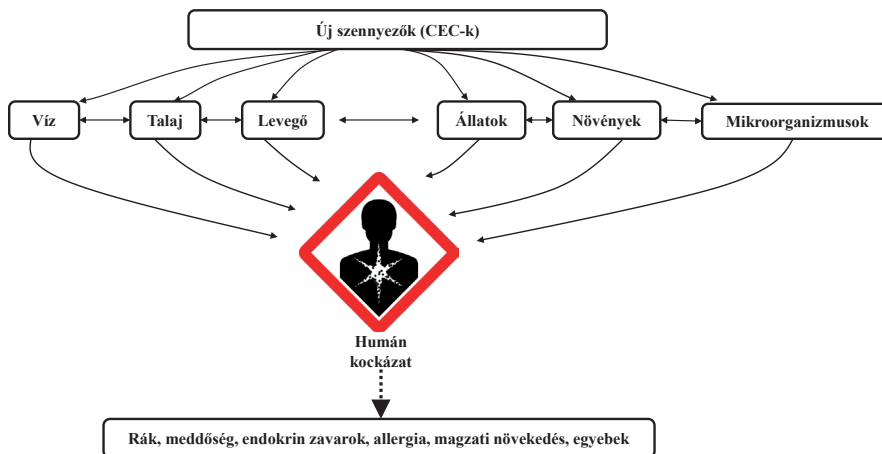 Új szennyezők (CEC-k)
Víz
Talaj
Levegő
Állatok
Növények
Mikroorganizmusok
Humán
kockázat
Rák, meddőség, endokrin zavarok, allergia, magzati növekedés, egyebek